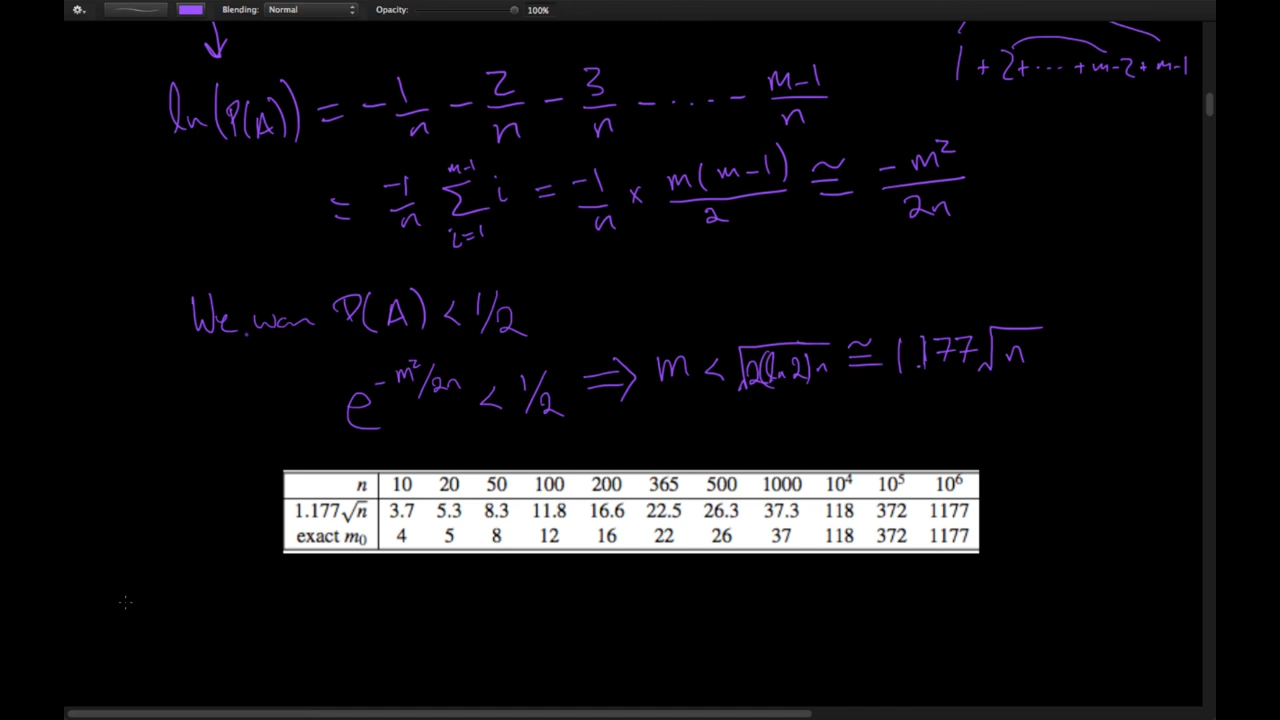 Blending: Normal Opacity: 100%
1 + 2 + ··· + m-2 + m-1
ln(P(A)) = - 1/n - 2/n - 3/n - ··· - m-1/n
= -1/n ∑_{i=1}^{m-1} i = -1/n × m(m-1)/2 ≅ -m²/2n
We wan P(A) < 1/2
e^{-m²/2n} < 1/2 ⇒ m < √2(ln 2)n ≅ 1.177√n
n 10 20 50 100 200 365 500 1000 10⁴ 10⁵ 10⁶
1.177√n 3.7 5.3 8.3 11.8 16.6 22.5 26.3 37.3 118 372 1177
exact m₀ 4 5 8 12 16 22 26 37 118 372 1177